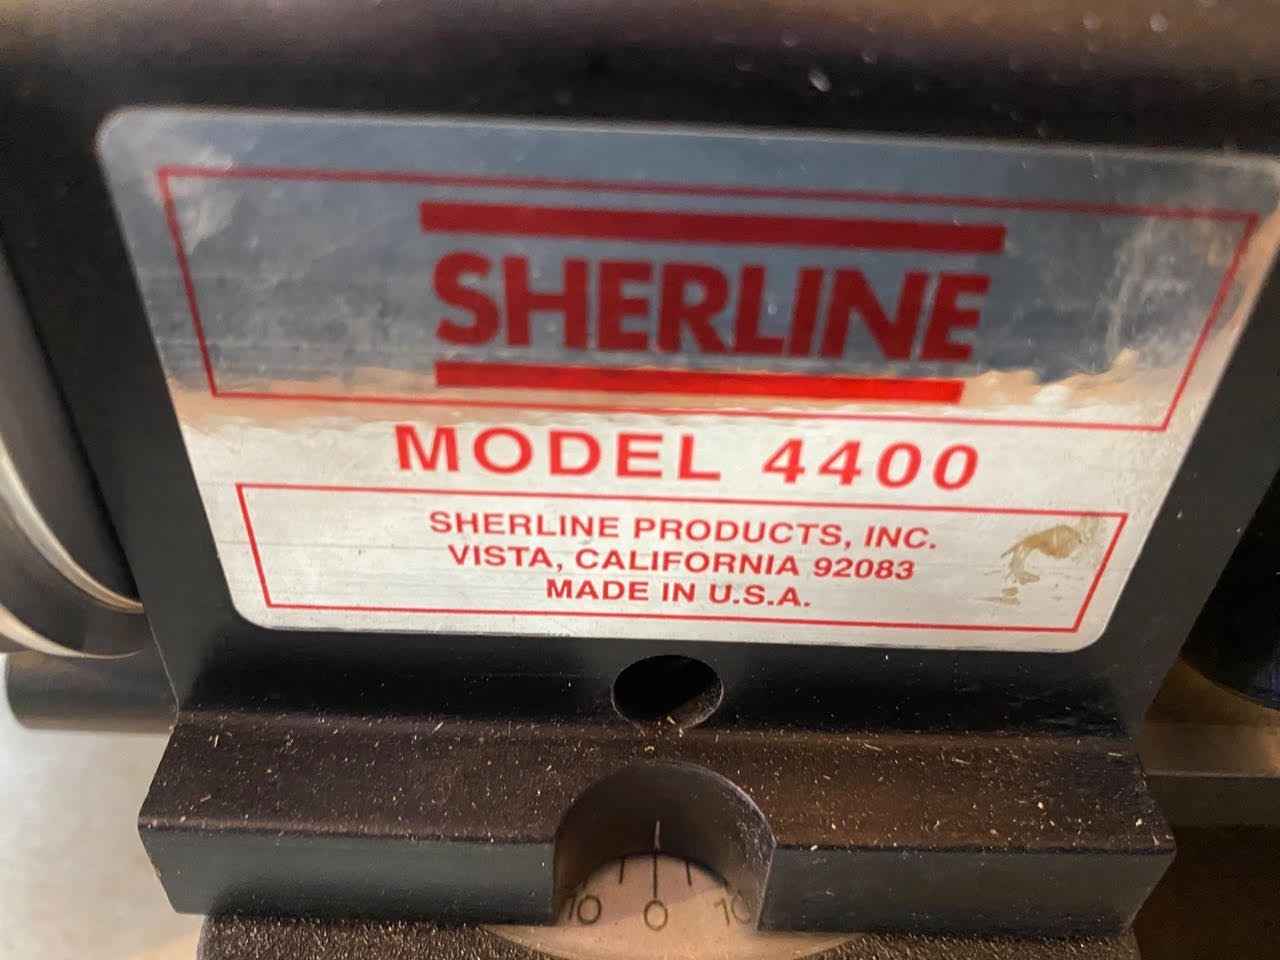 SHERLINE
MODEL 4400
SHERLINE PRODUCTS, INC.
VISTA, CALIFORNIA 92083
MADE IN U.S.A.
10 0 10